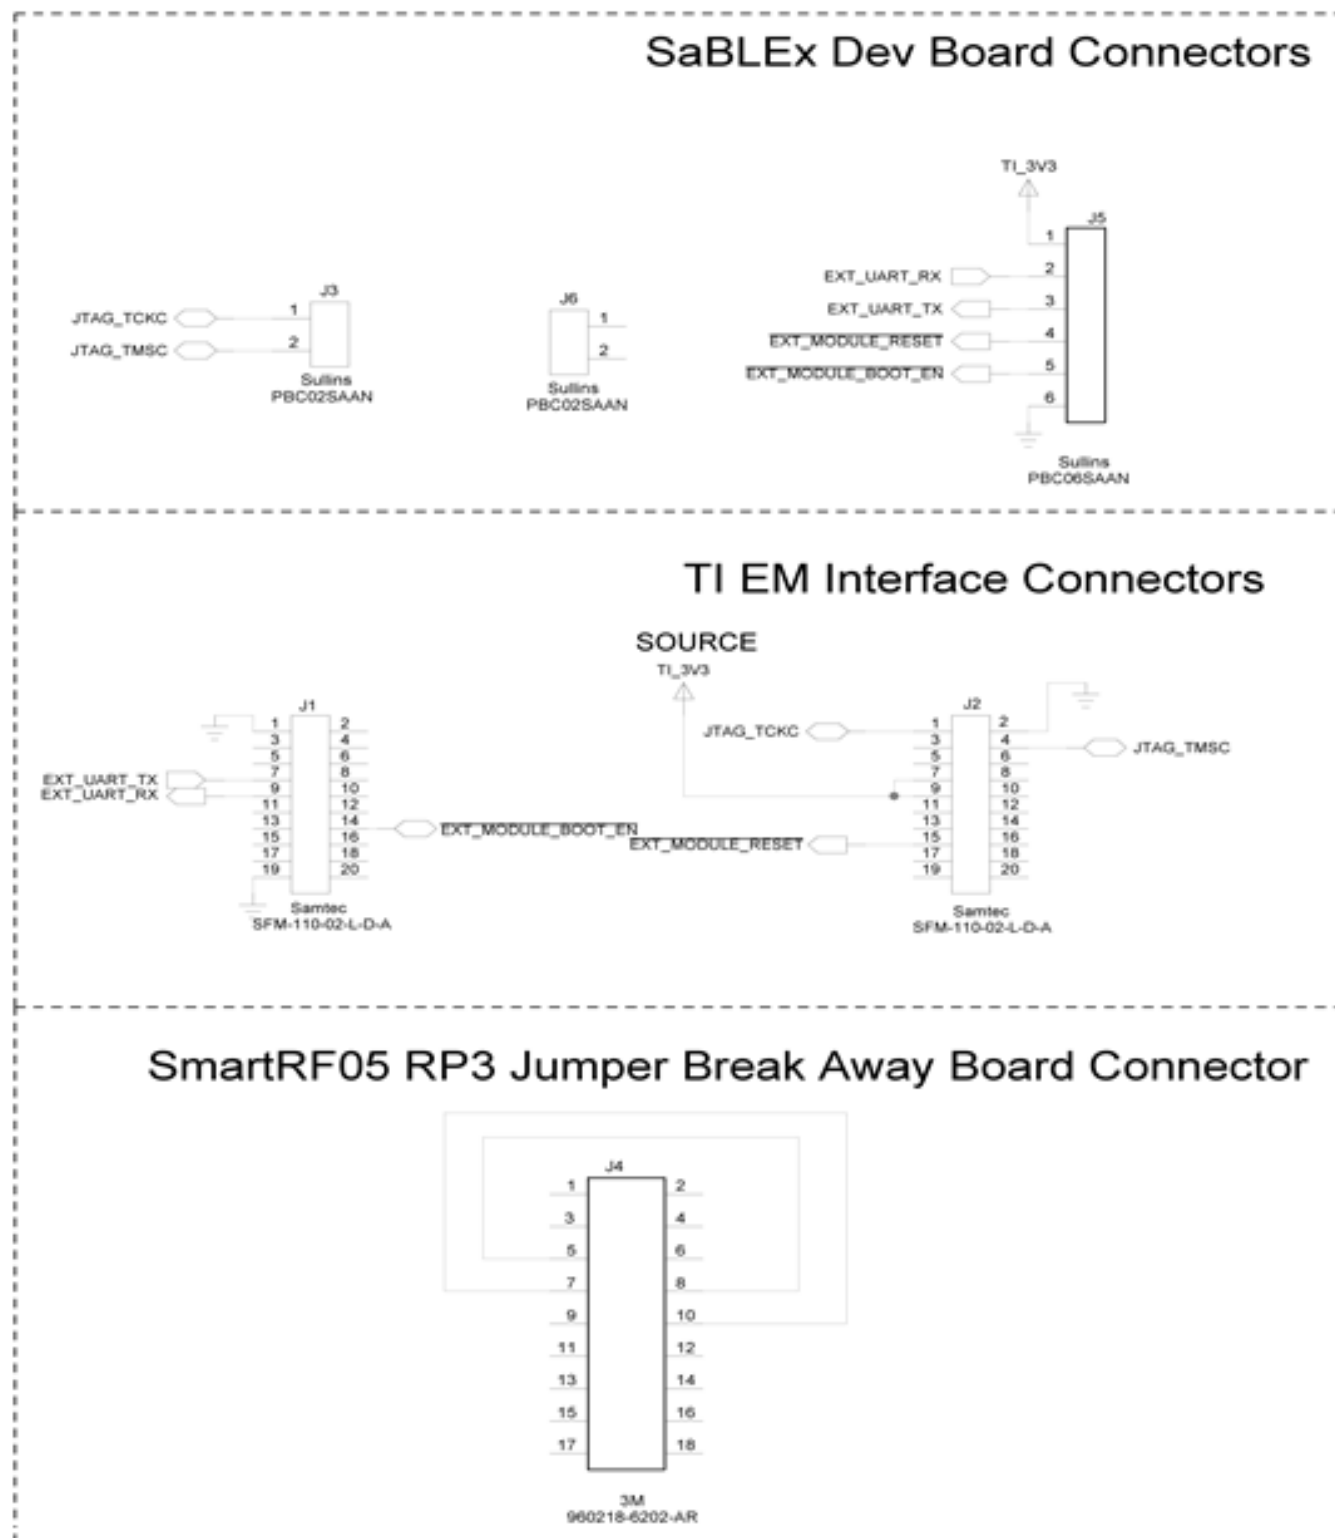 SaBLEx Dev Board Connectors
TI_3V3
J5
1
EXT_UART_RX 2
EXT_UART_TX 3
EXT_MODULE_RESET 4
EXT_MODULE_BOOT_EN 5
6
Sullins
PBC06SAAN
J3
JTAG_TCKC 1
JTAG_TMSC 2
Sullins
PBC02SAAN
J6
1
2
Sullins
PBC02SAAN
TI EM Interface Connectors
SOURCE
TI_3V3
J1
1 2
3 4
5 6
EXT_UART_TX 7 8
EXT_UART_RX 9 10
11 12
13 14 EXT_MODULE_BOOT_EN
15 16
17 18
19 20
Samtec
SFM-110-02-L-D-A
J2
JTAG_TCKC 1 2
3 4 JTAG_TMSC
5 6
7 8
9 10
11 12
13 14
EXT_MODULE_RESET 15 16
17 18
19 20
Samtec
SFM-110-02-L-D-A
SmartRF05 RP3 Jumper Break Away Board Connector
J4
1 2
3 4
5 6
7 8
9 10
11 12
13 14
15 16
17 18
3M
960218-6202-AR